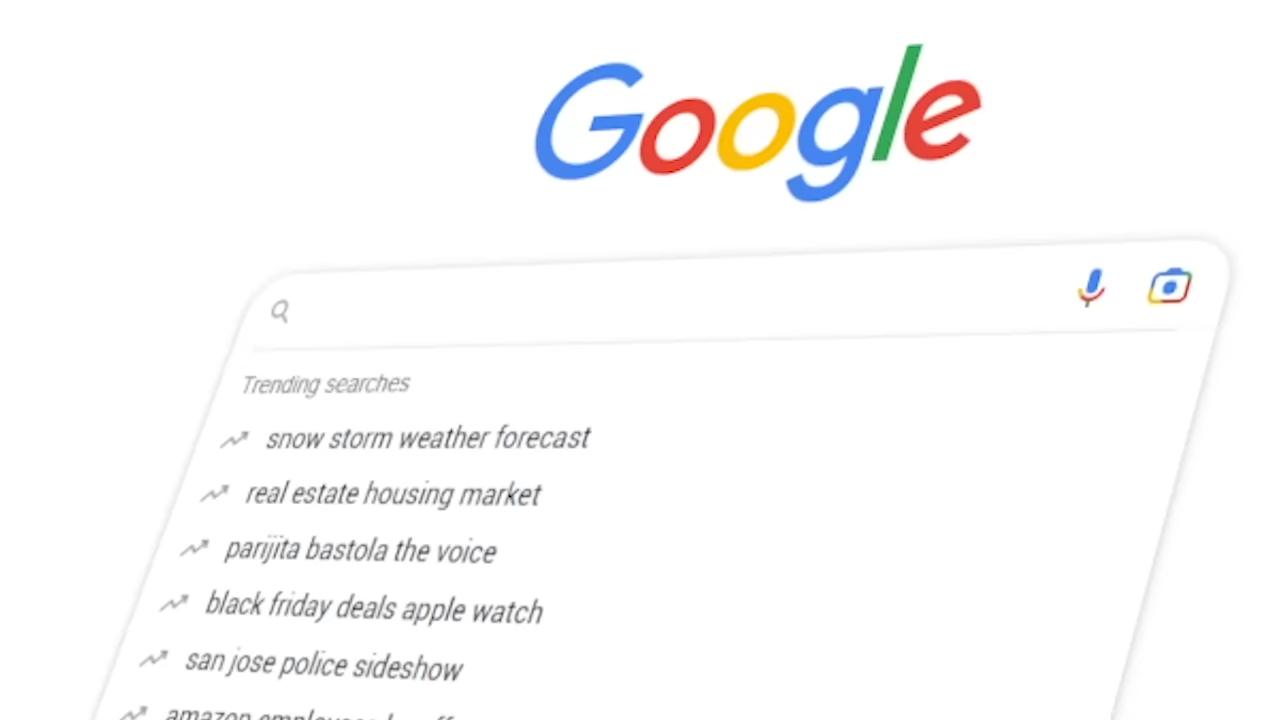 Google
Trending searches
snow storm weather forecast
real estate housing market
parijita bastola the voice
black friday deals apple watch
san jose police sideshow
amazon